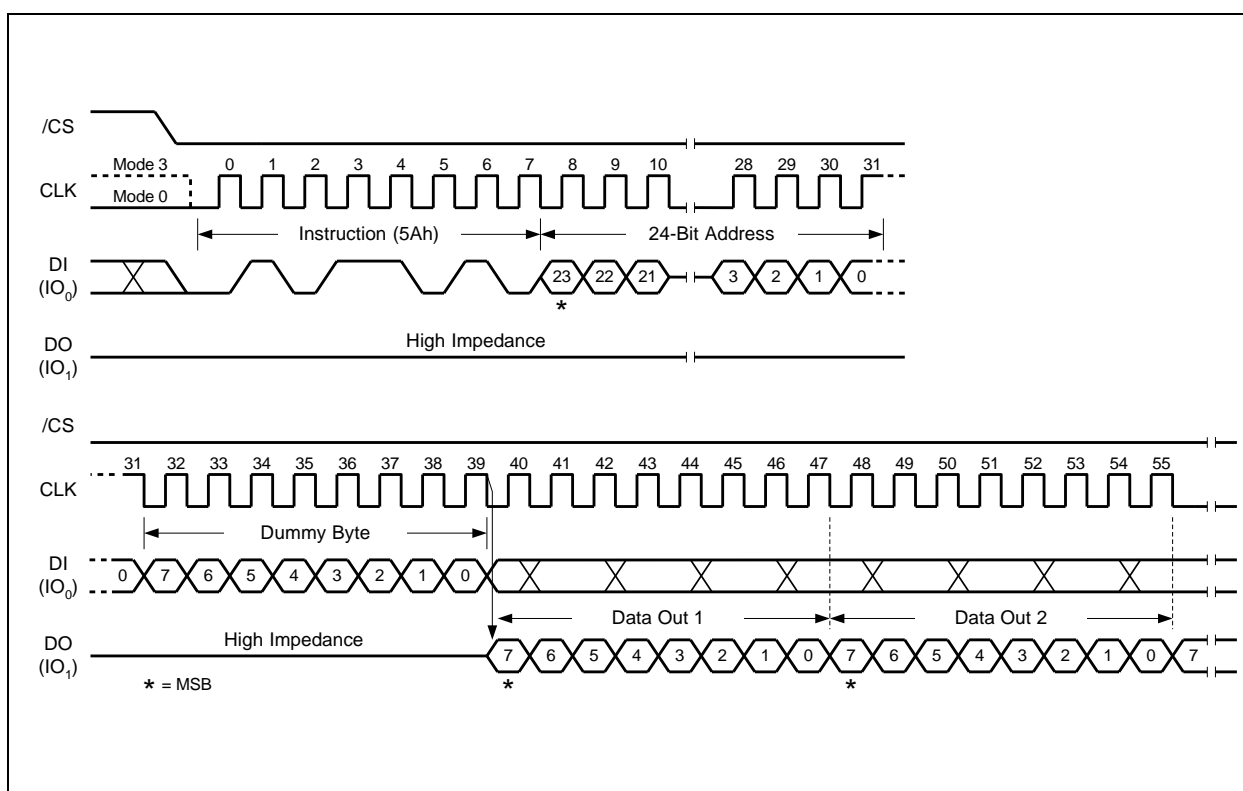 /CS
Mode 3 0 1 2 3 4 5 6 7 8 9 10 28 29 30 31
CLK Mode 0
Instruction (5Ah) 24-Bit Address
DI
(IO0) 23 22 21 3 2 1 0
*
DO High Impedance
(IO1)
/CS
31 32 33 34 35 36 37 38 39 40 41 42 43 44 45 46 47 48 49 50 51 52 53 54 55
CLK
Dummy Byte
DI
(IO0) 0 7 6 5 4 3 2 1 0
Data Out 1 Data Out 2
DO High Impedance
(IO1) 7 6 5 4 3 2 1 0 7 6 5 4 3 2 1 0 7
* = MSB * *